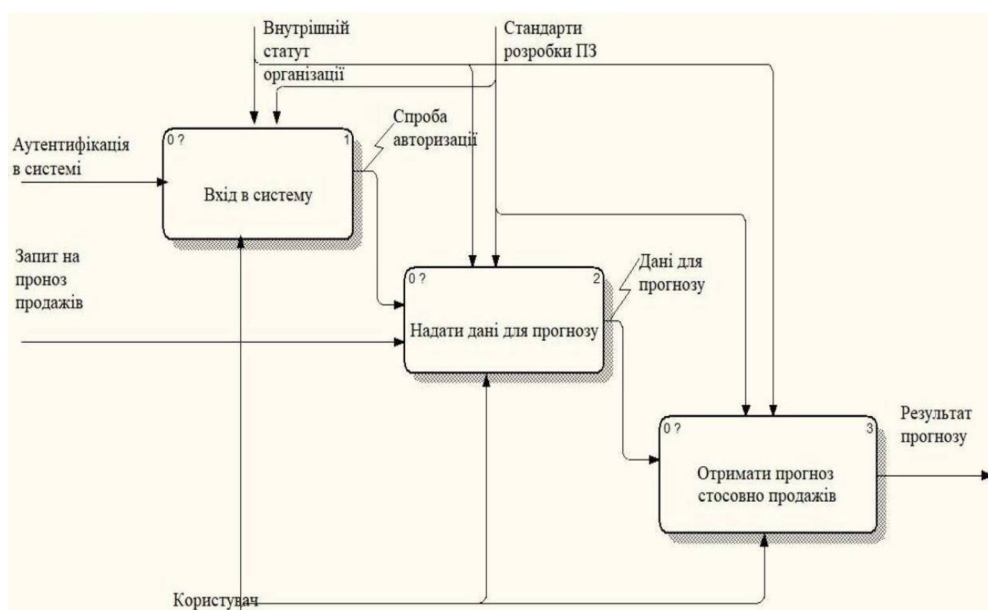 Внутрішній
статут
організації
Стандарти
розробки ПЗ
Аутентифікація
в системі
0 ?
1
Вхід в систему
Спроба
авторизації
Запит на
проноз
продажів
0 ?
2
Надати дані для прогнозу
Дані для
прогнозу
0 ?
3
Отримати прогноз
стосовно продажів
Результат
прогнозу
Користувач